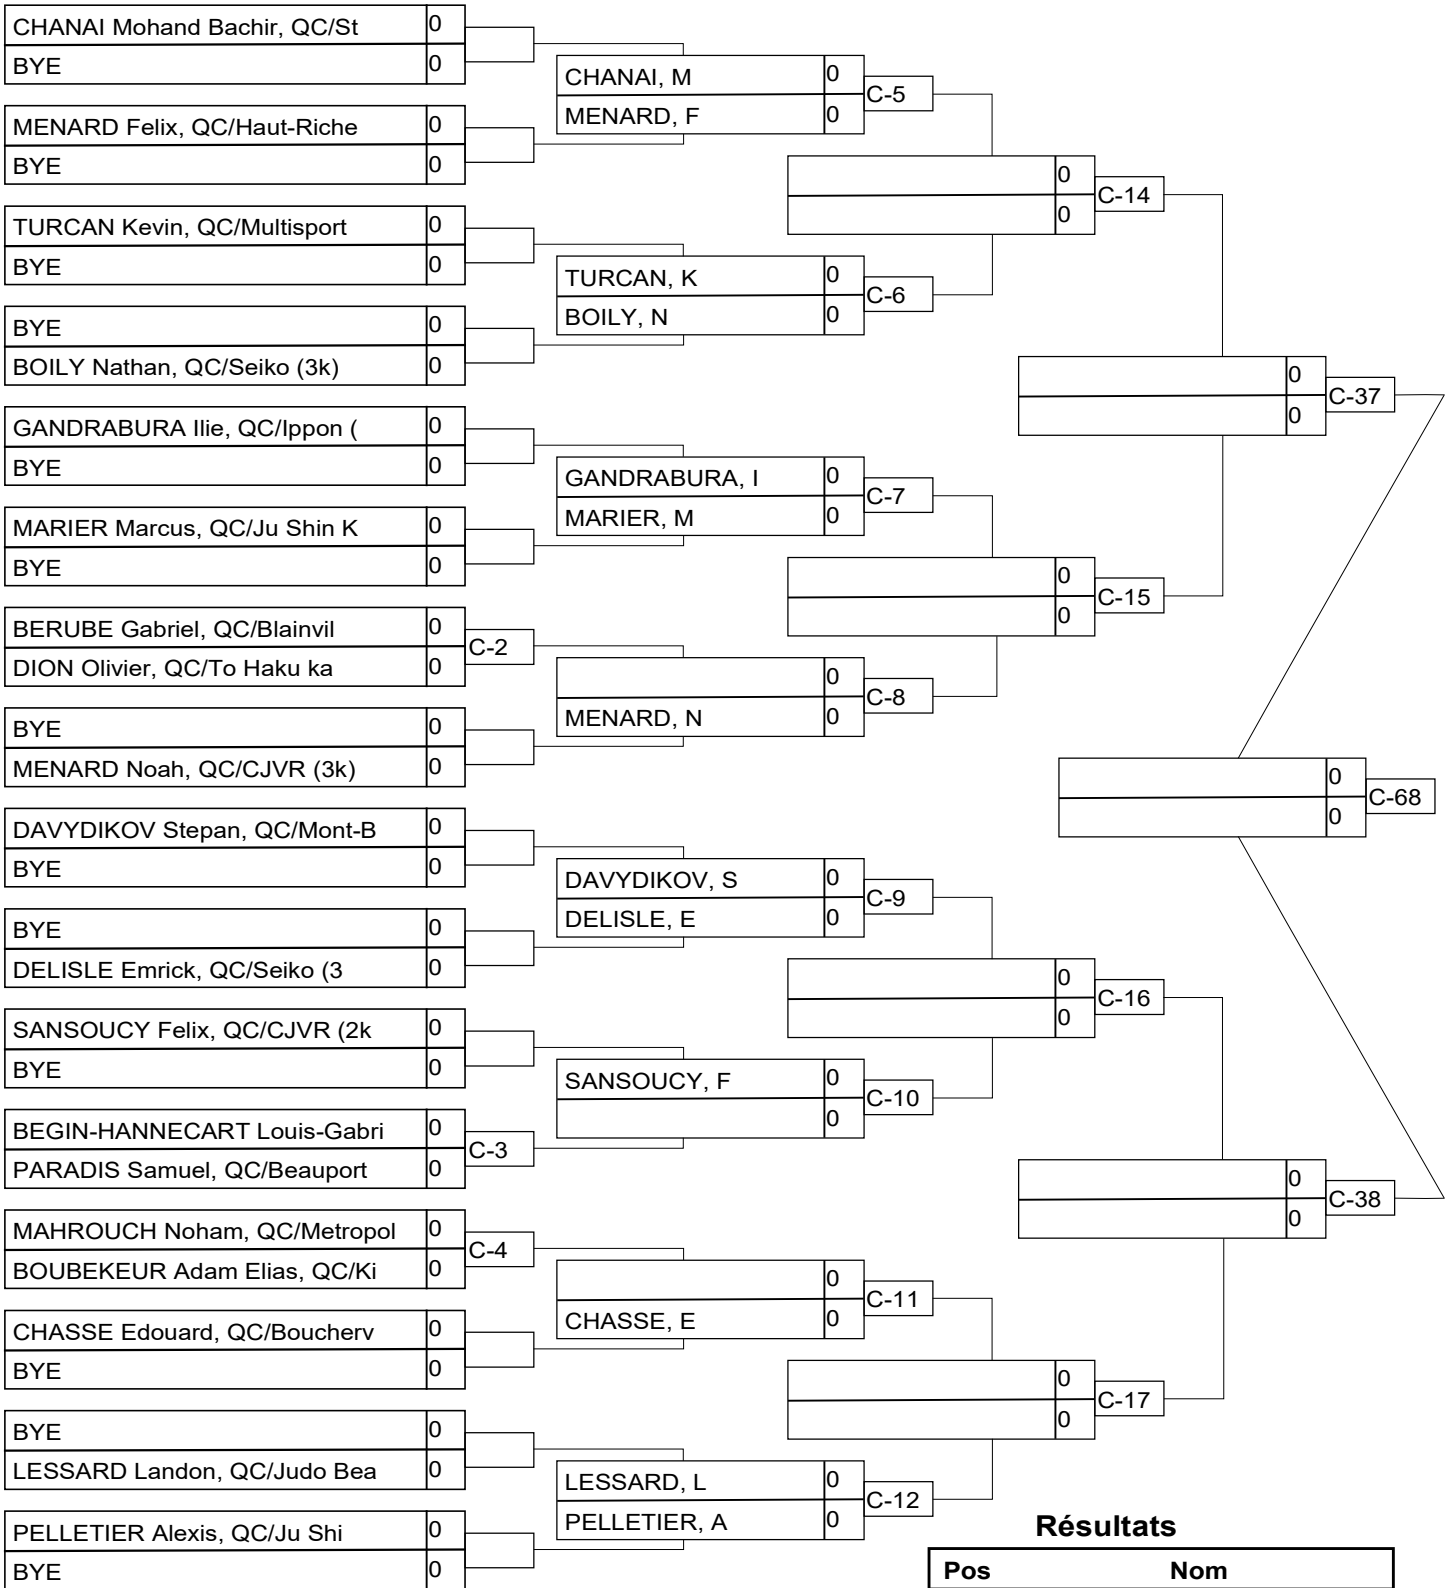 CHANAI Mohand Bachir, QC/St 0
BYE 0
MENARD Felix, QC/Haut-Riche 0
BYE 0
TURCAN Kevin, QC/Multisport 0
BYE 0
BYE 0
BOILY Nathan, QC/Seiko (3k) 0
GANDRABURA Ilie, QC/Ippon ( 0
BYE 0
MARIER Marcus, QC/Ju Shin K 0
BYE 0
BERUBE Gabriel, QC/Blainvil 0
DION Olivier, QC/To Haku ka 0
C-2
BYE 0
MENARD Noah, QC/CJVR (3k) 0
DAVYDIKOV Stepan, QC/Mont-B 0
BYE 0
BYE 0
DELISLE Emrick, QC/Seiko (3 0
SANSOUCY Felix, QC/CJVR (2k 0
BYE 0
BEGIN-HANNECART Louis-Gabri 0
PARADIS Samuel, QC/Beauport 0
C-3
MAHROUCH Noham, QC/Metropol 0
BOUBEKEUR Adam Elias, QC/Ki 0
C-4
CHASSE Edouard, QC/Boucherv 0
BYE 0
BYE 0
LESSARD Landon, QC/Judo Bea 0
PELLETIER Alexis, QC/Ju Shi 0
BYE 0
CHANAI, M 0
MENARD, F 0
C-5
TURCAN, K 0
BOILY, N 0
C-6
GANDRABURA, I 0
MARIER, M 0
C-7
0
MENARD, N 0
C-8
DAVYDIKOV, S 0
DELISLE, E 0
C-9
SANSOUCY, F 0
0
C-10
0
CHASSE, E 0
C-11
LESSARD, L 0
PELLETIER, A 0
C-12
0
0
C-14
0
0
C-15
0
0
C-16
0
0
C-17
0
0
C-37
0
0
C-38
0
0
C-68
Résultats
Pos Nom